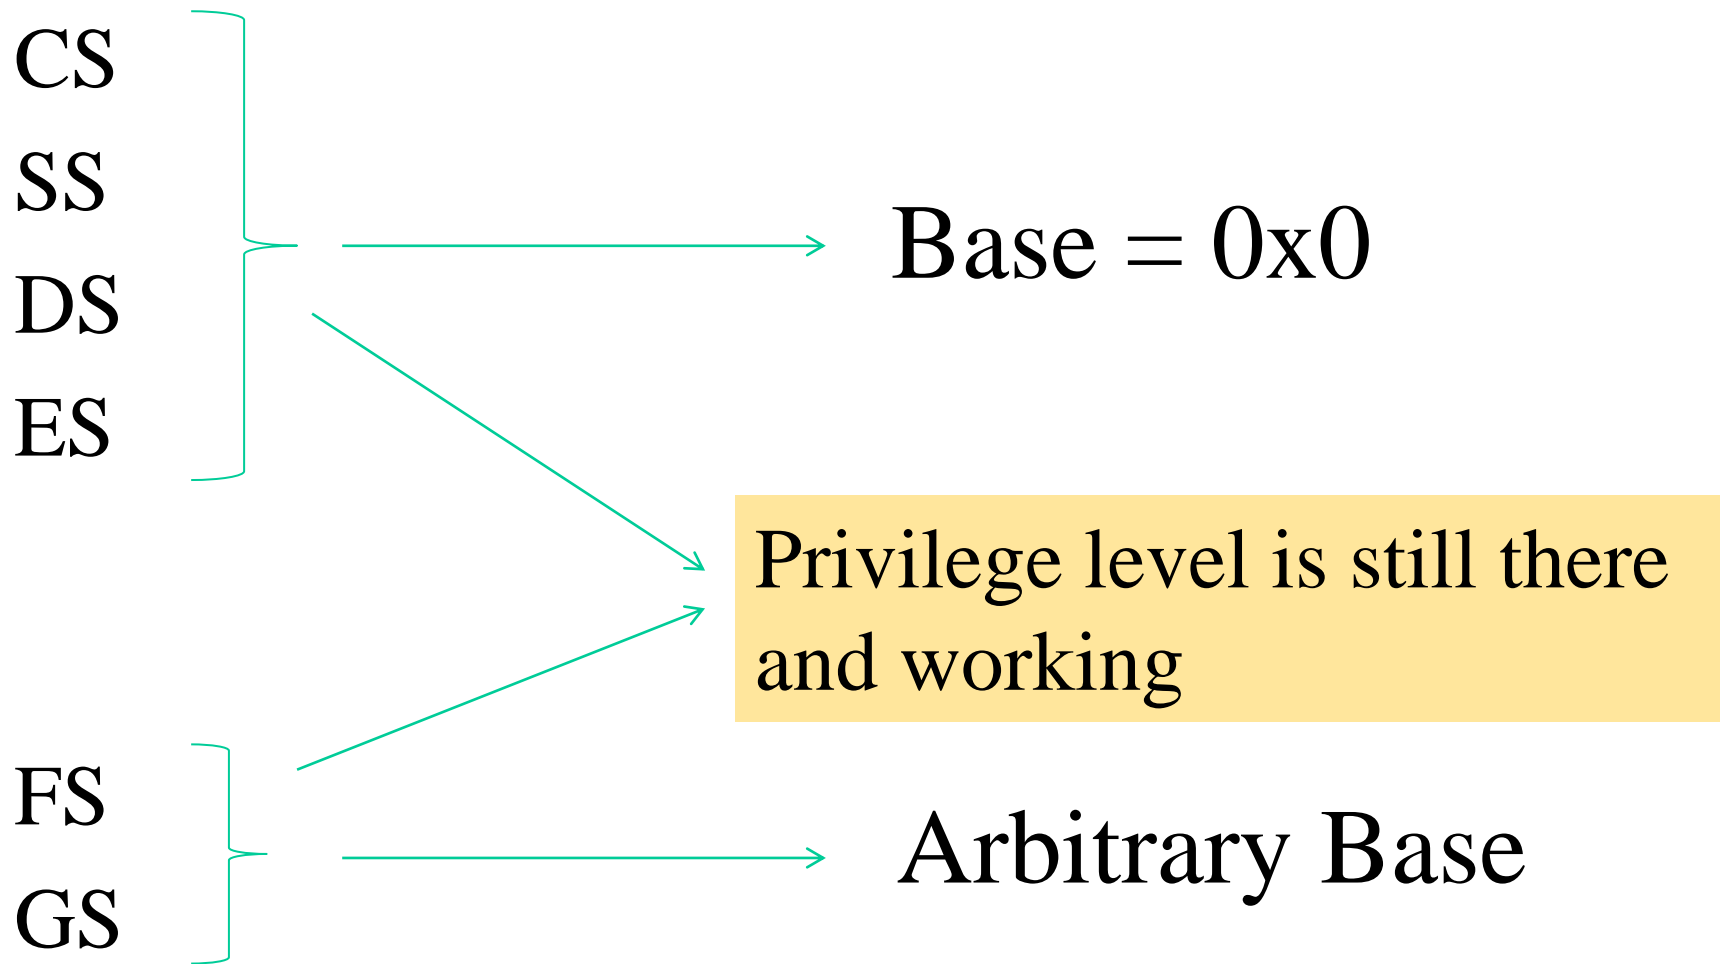 CS
SS
DS
ES
Base = 0x0
Privilege level is still there
and working
FS
GS
Arbitrary Base